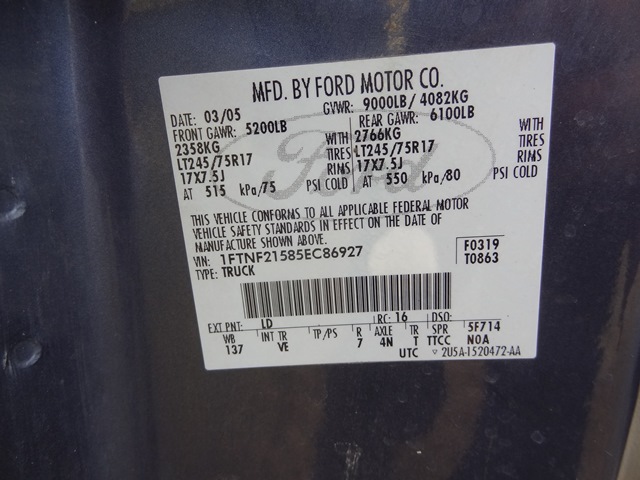 MFD. BY FORD MOTOR CO.
DATE: 03/05 GVWR: 9000LB/ 4082KG
FRONT GAWR: 5200LB REAR GAWR: 6100LB
2358KG WITH 2766KG WITH
LT245/75R17 TIRES LT245/75R17 TIRES
17X7.5J RIMS 17X7.5J RIMS
AT 515 kPa/75 PSI COLD AT 550 kPa/80 PSI COLD
THIS VEHICLE CONFORMS TO ALL APPLICABLE FEDERAL MOTOR
VEHICLE SAFETY STANDARDS IN EFFECT ON THE DATE OF
MANUFACTURE SHOWN ABOVE.
VIN: 1FTNF21585EC86927 F0319
TYPE: TRUCK T0863
EXT PNT: LD RC: 16 DSO: 5F714
WB INT TR TP/PS R AXLE TR SPR
137 VE 7 4N T TTCC N0A
UTC 2U5A-1520472-AA
Ford